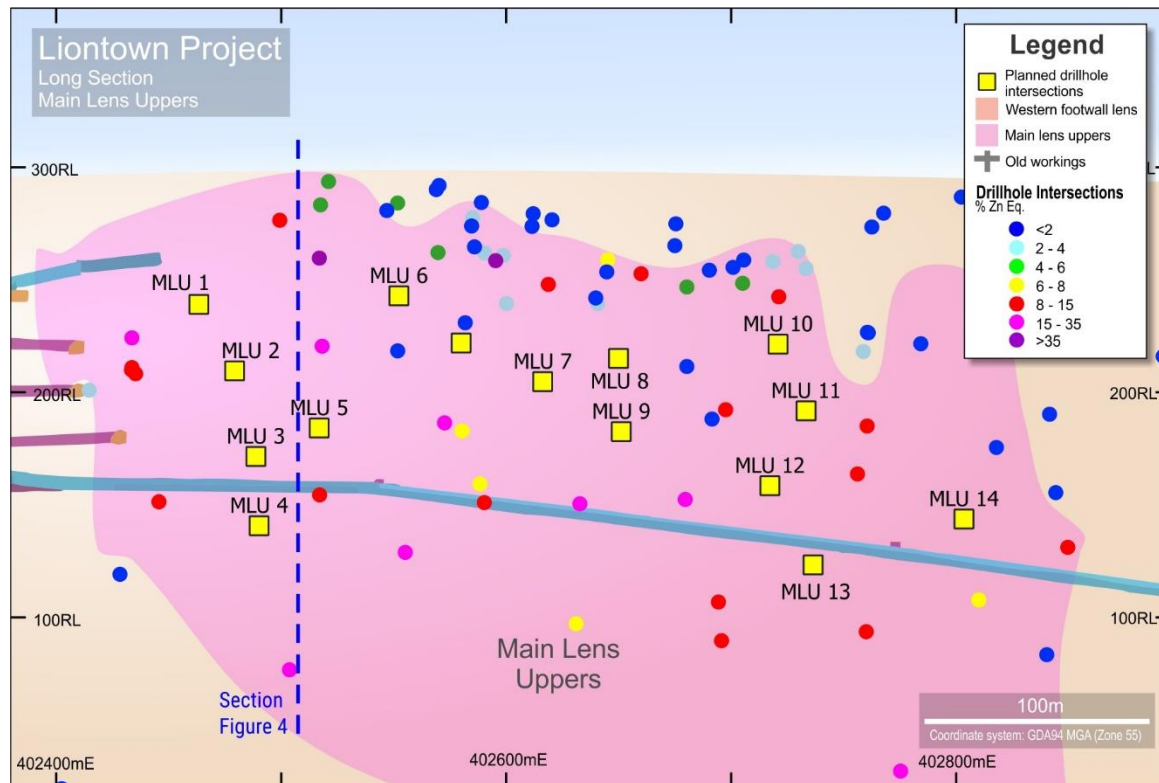 Liontown Project
Long Section
Main Lens Uppers
Legend
Planned drillhole
intersections
Western footwall lens
Main lens uppers
Old workings
Drillhole Intersections
% Zn Eq.
<2
2 - 4
4 - 6
6 - 8
8 - 15
15 - 35
>35
300RL
MLU 1
MLU 6
MLU 10
MLU 2
MLU 7
MLU 8
200RL
200RL
MLU 11
MLU 5
MLU 9
MLU 3
MLU 12
MLU 4
MLU 14
MLU 13
100RL
100RL
Main Lens
Uppers
Section
Figure 4
100m
Coordinate system: GDA94 MGA (Zone 55)
402400mE
402600mE
402800mE